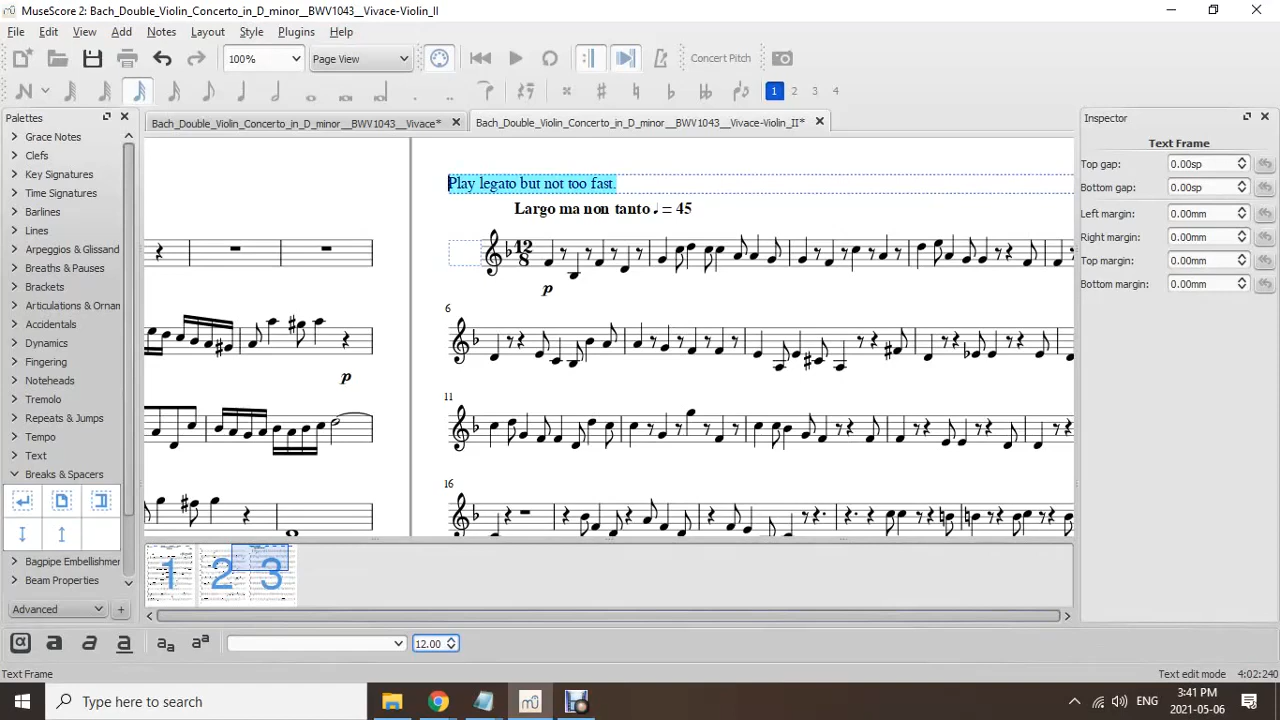 MuseScore 2: Bach_Double_Violin_Concerto_in_D_minor__BWV1043__Vivace-Violin_II
File Edit View Add Notes Layout Style Plugins Help
100% Page View Concert Pitch
1 2 3 4
Palettes
Bach_Double_Violin_Concerto_in_D_minor__BWV1043__Vivace*
Bach_Double_Violin_Concerto_in_D_minor__BWV1043__Vivace-Violin_II*
Inspector
Grace Notes
Clefs
Key Signatures
Time Signatures
Barlines
Lines
Arpeggios & Glissand
Breaths & Pauses
Brackets
Articulations & Ornan
Accidentals
Dynamics
Fingering
Noteheads
Tremolo
Repeats & Jumps
Tempo
Text
Breaks & Spacers
Bagpipe Embellishmer
Beam Properties
Advanced
+
Play legato but not too fast.
Largo ma non tanto ♩ = 45
12
8
p
6
p
11
16
1 2 3
Text Frame
Top gap: 0.00sp
Bottom gap: 0.00sp
Left margin: 0.00mm
Right margin: 0.00mm
Top margin: 0.00mm
Bottom margin: 0.00mm
α a a a aa aa 12.00
Text Frame Text edit mode 4:02:240
Type here to search
ENG
3:41 PM
2021-05-06